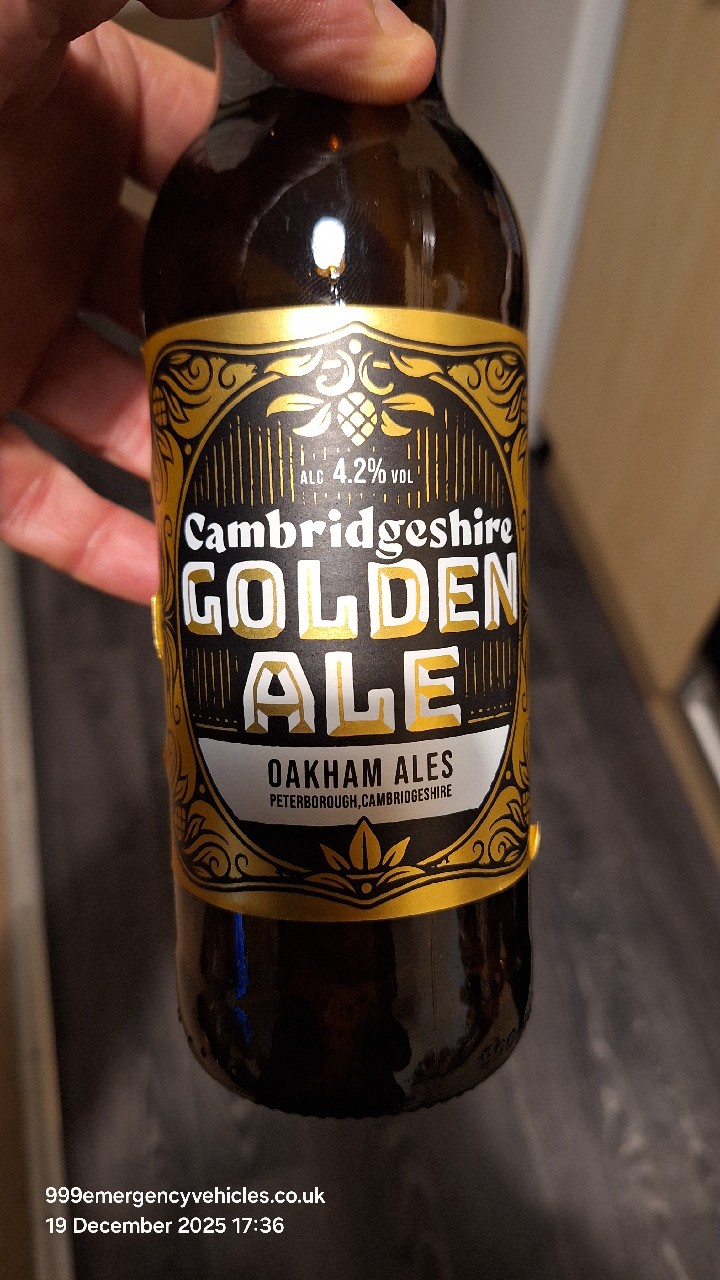 ALC 4.2% VOL
Cambridgeshire
GOLDEN
ALE
OAKHAM ALES
PETERBOROUGH,CAMBRIDGESHIRE
999emergencyvehicles.co.uk
19 December 2025 17:36